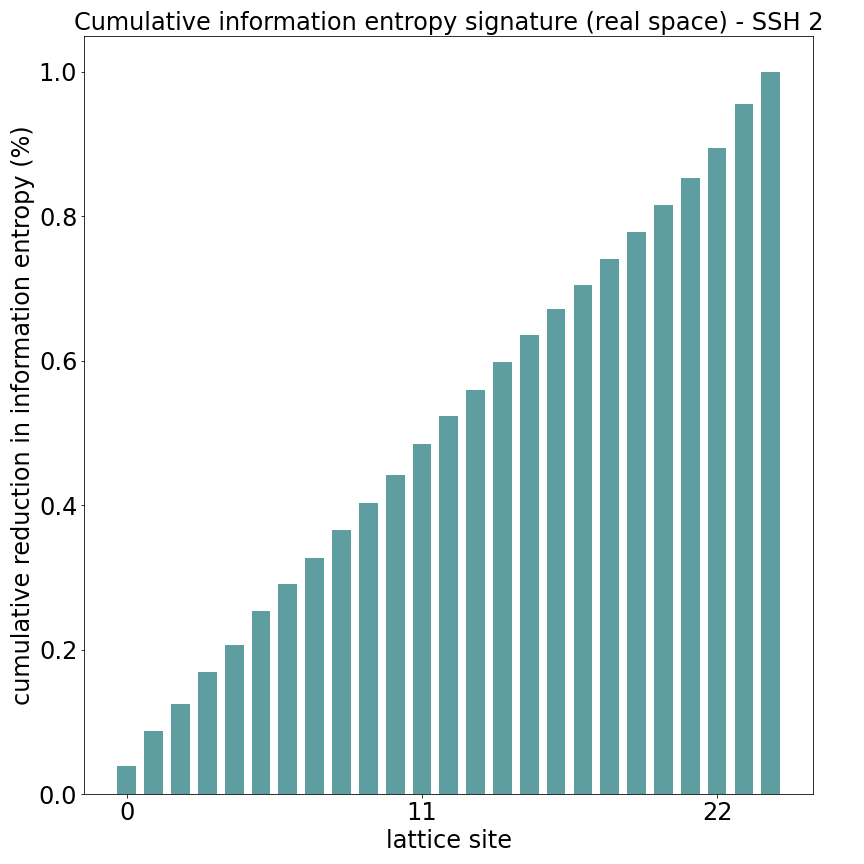 Cumulative information entropy signature (real space) - SSH 2
cumulative reduction in information entropy (%)
1.0
0.8
0.6
0.4
0.2
0.0
0 11 22
lattice site